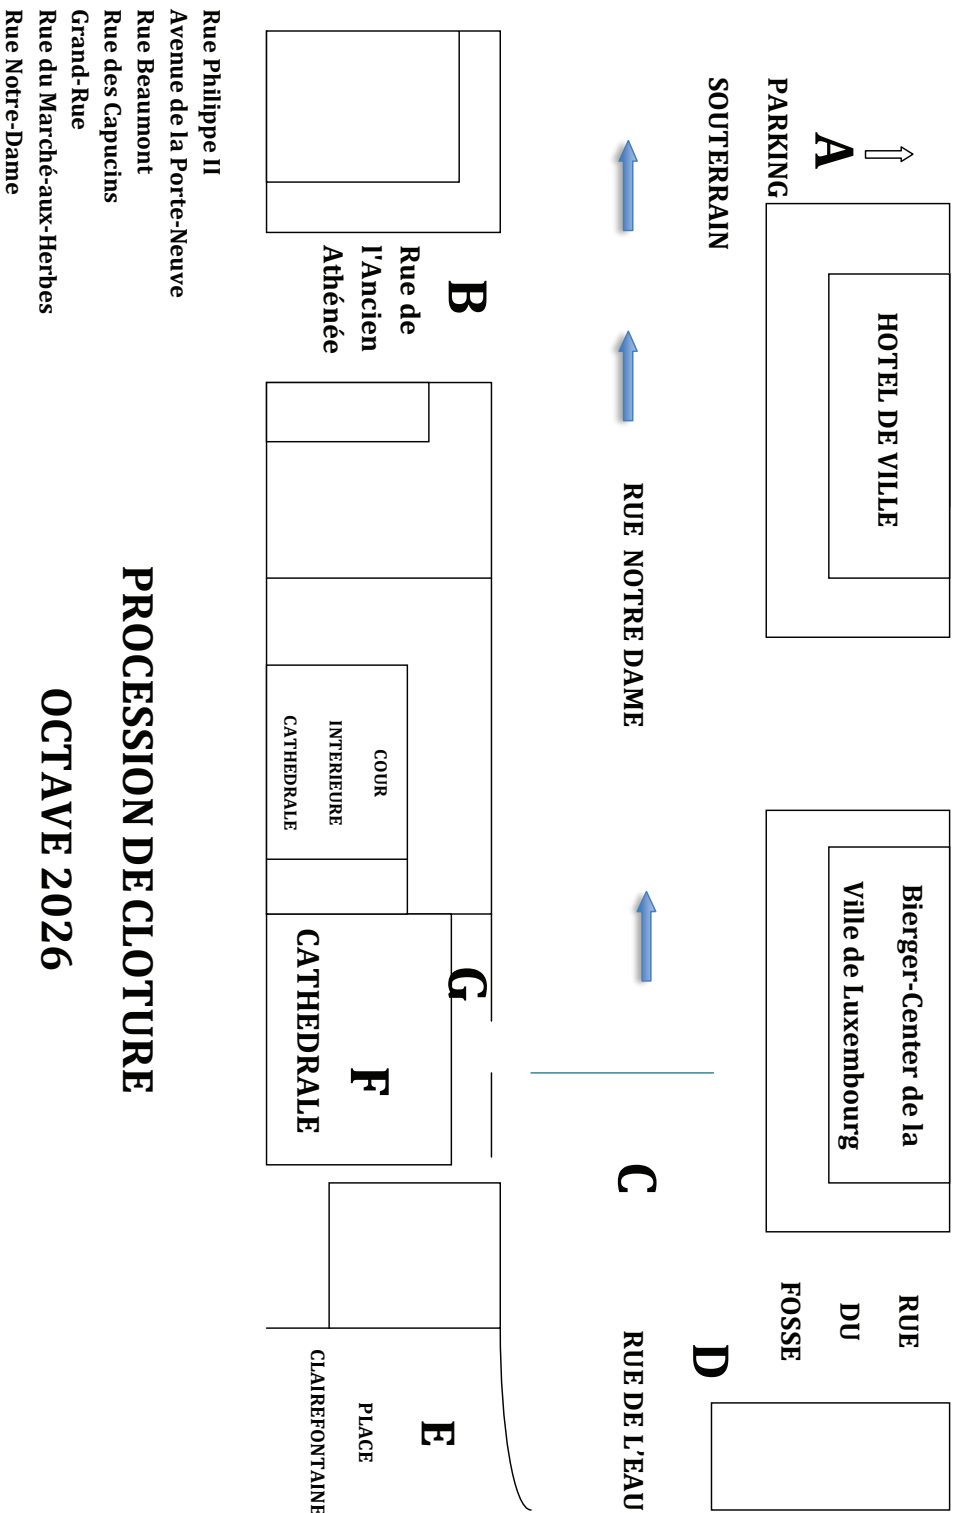 A
PARKING
SOUTERRAIN
HOTEL DE VILLE
Bierger-Center de la
Ville de Luxembourg
RUE
DU
FOSSE
D
RUE NOTRE DAME
C
RUE DE L'EAU
B
Rue de
l'Ancien
Athénée
COUR
INTERIEURE
CATHEDRALE
G
F
CATHEDRALE
E
PLACE
CLAIREFONTAINE
Rue Philippe II
Avenue de la Porte-Neuve
Rue Beaumont
Rue des Capucins
Grand-Rue
Rue du Marché-aux-Herbes
Rue Notre-Dame
PROCESSION DE CLOTURE
OCTAVE 2026